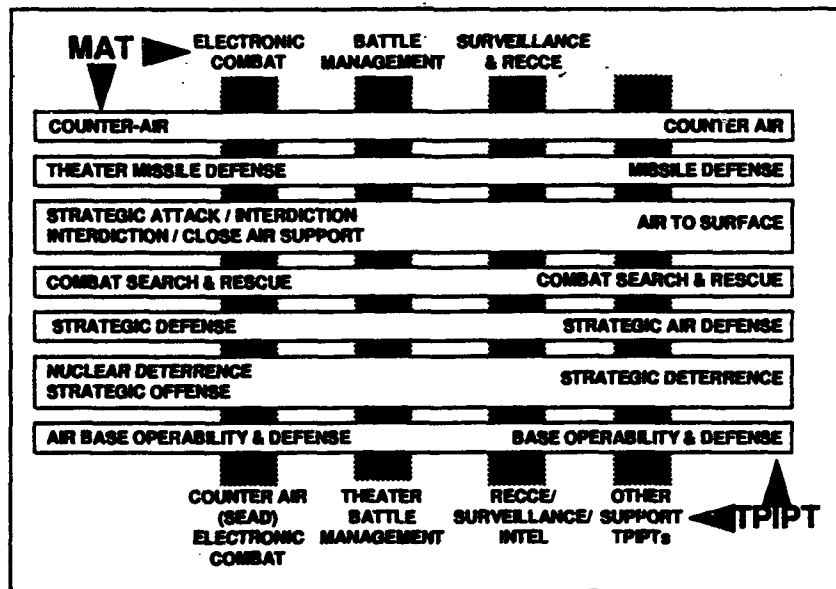 MAT
ELECTRONIC
COMBAT
BATTLE
MANAGEMENT
SURVEILLANCE
& RECCE
COUNTER-AIR
COUNTER AIR
THEATER MISSILE DEFENSE
MISSILE DEFENSE
STRATEGIC ATTACK / INTERDICTION
INTERDICTION / CLOSE AIR SUPPORT
AIR TO SURFACE
COMBAT SEARCH & RESCUE
COMBAT SEARCH & RESCUE
STRATEGIC DEFENSE
STRATEGIC AIR DEFENSE
NUCLEAR DETERRENCE
STRATEGIC OFFENSE
STRATEGIC DETERRENCE
AIR BASE OPERABILITY & DEFENSE
BASE OPERABILITY & DEFENSE
COUNTER AIR
(SEAD)
ELECTRONIC
COMBAT
THEATER
BATTLE
MANAGEMENT
RECCE/
SURVEILLANCE/
INTEL
OTHER
SUPPORT
TPIPTs
TPIPT